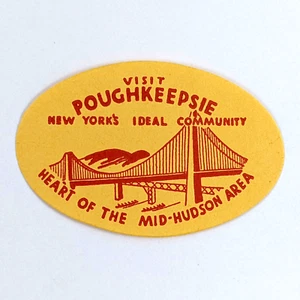 VISIT
POUGHKEEPSIE
NEW YORK'S IDEAL COMMUNITY
HEART OF THE MID-HUDSON AREA